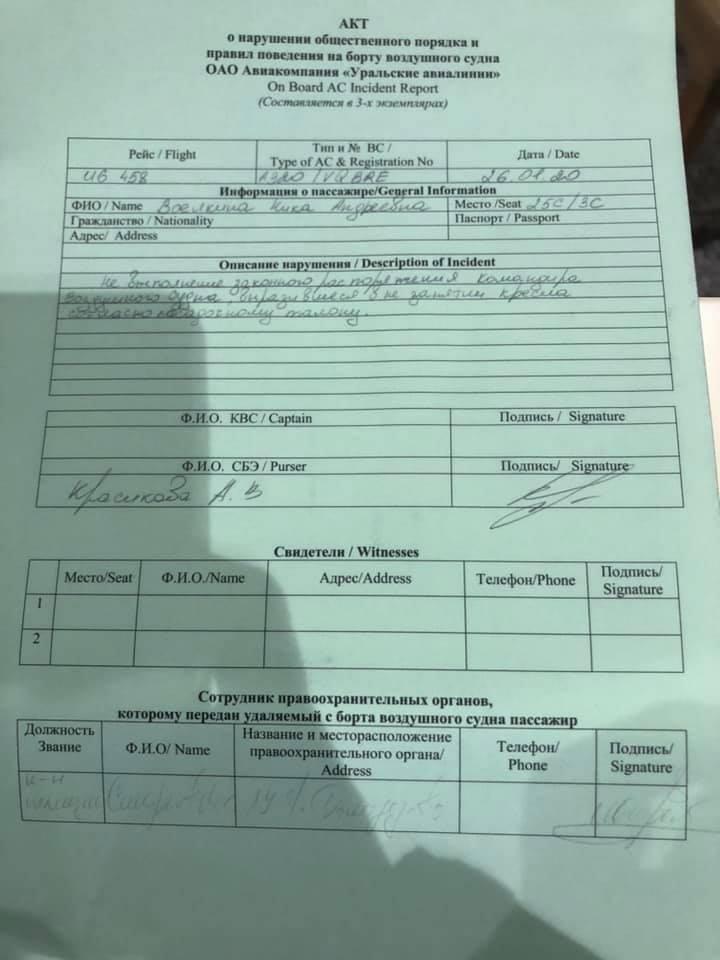 АКТ
о нарушении общественного порядка и
правил поведения на борту воздушного судна
ОАО Авиакомпания «Уральские авиалинии»
On Board AC Incident Report
(Составляется в 3-х экземплярах)
Рейс / Flight
Тип и № ВС /
Type of AC & Registration No
Дата / Date
U6 458
A320 / VQBRE
26.01.20
Информация о пассажире/General Information
ФИО / Name Ника Андреевна
Место /Seat 25C/3C
Гражданство / Nationality
Паспорт / Passport
Адрес/ Address
Описание нарушения / Description of Incident
Не выполнение законного распоряжения командира
воздушного судна, выразившиеся в не занятии кресла
согласно посадочному талону.
Ф.И.О. КВС / Captain
Подпись / Signature
Ф.И.О. СБЭ / Purser
Подпись/ Signature
Красикова А. В
Свидетели / Witnesses
Место/Seat
Ф.И.О./Name
Адрес/Address
Телефон/Phone
Подпись/
Signature
1
2
Сотрудник правоохранительных органов,
которому передан удаляемый с борта воздушного судна пассажир
Должность
Звание
Ф.И.О/ Name
Название и месторасположение
правоохранительного органа/
Address
Телефон/
Phone
Подпись/
Signature